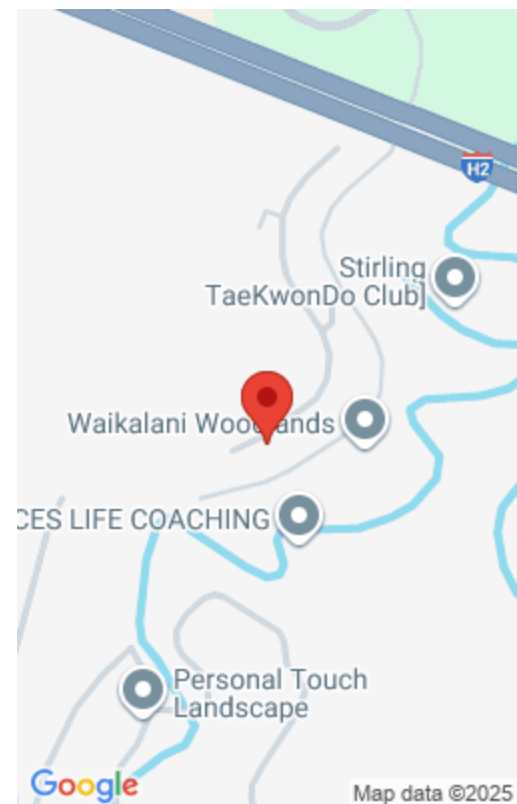 H2
Stirling
TaeKwonDo Club]
Waikalani Woodlands
CES LIFE COACHING
Personal Touch
Landscape
Google
Map data ©2025